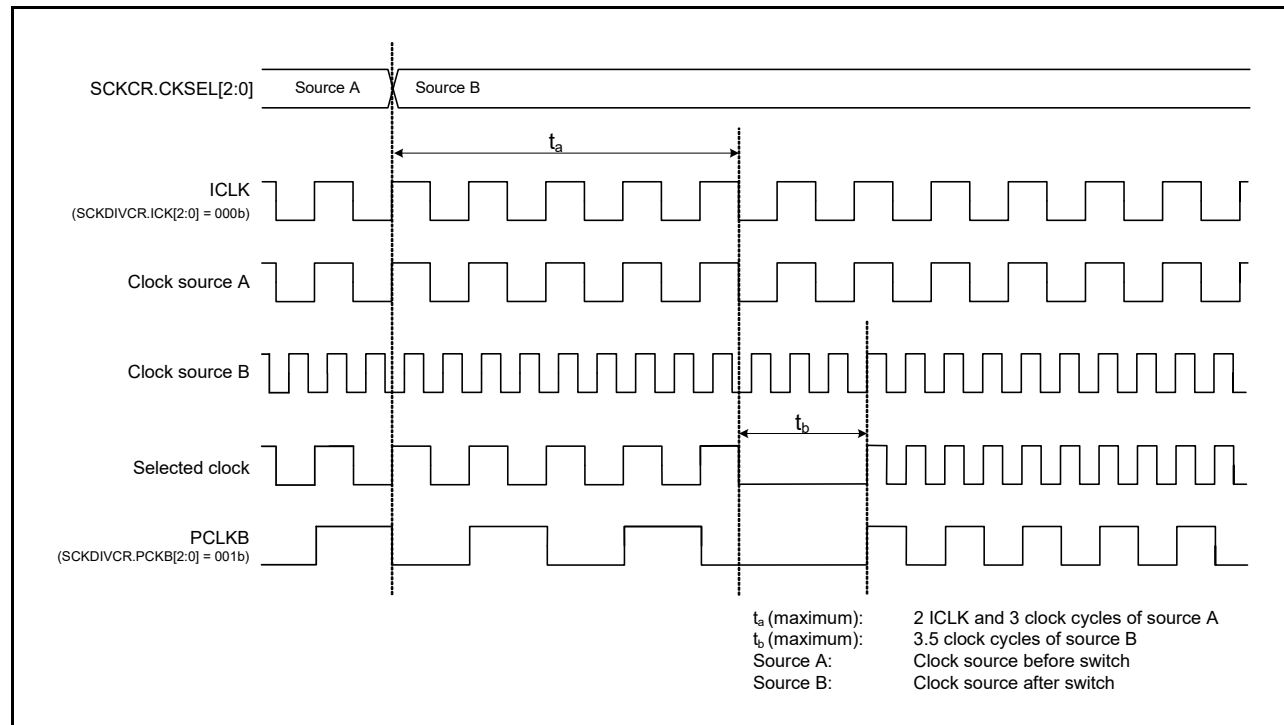 SCKCR.CKSEL[2:0] Source A Source B
ta
ICLK
(SCKDIVCR.ICK[2:0] = 000b)
Clock source A
Clock source B
tb
Selected clock
PCLKB
(SCKDIVCR.PCKB[2:0] = 001b)
ta (maximum): 2 ICLK and 3 clock cycles of source A
tb (maximum): 3.5 clock cycles of source B
Source A: Clock source before switch
Source B: Clock source after switch